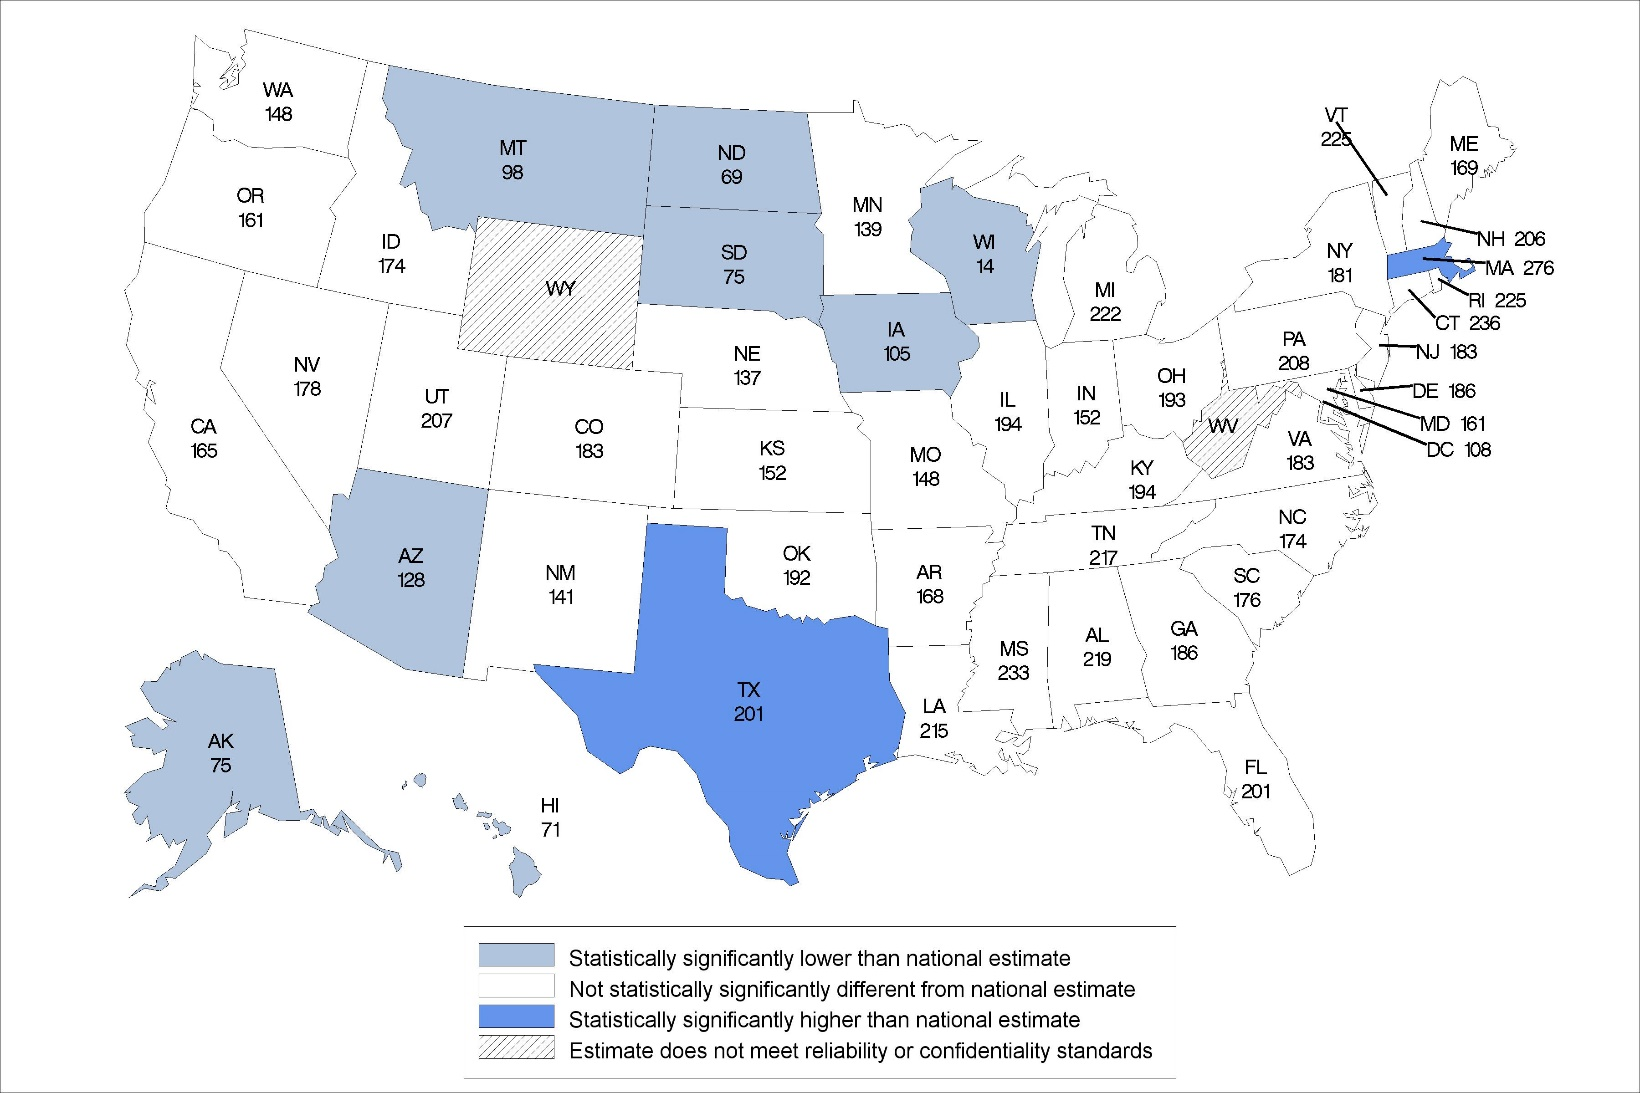 WA
148
OR
161
CA
165
NV
178
ID
174
MT
98
WY
UT
207
AZ
128
CO
183
NM
141
ND
69
SD
75
NE
137
KS
152
OK
192
TX
201
MN
139
IA
105
MO
148
AR
168
LA
215
WI
14
IL
194
MI
222
IN
152
OH
193
KY
194
TN
217
MS
233
AL
219
GA
186
FL
201
SC
176
NC
174
VA
183
WV
PA
208
NY
181
VT
225
ME
169
NH 206
MA 276
RI 225
CT 236
NJ 183
DE 186
MD 161
DC 108
AK
75
HI
71
Statistically significantly lower than national estimate
Not statistically significantly different from national estimate
Statistically significantly higher than national estimate
Estimate does not meet reliability or confidentiality standards